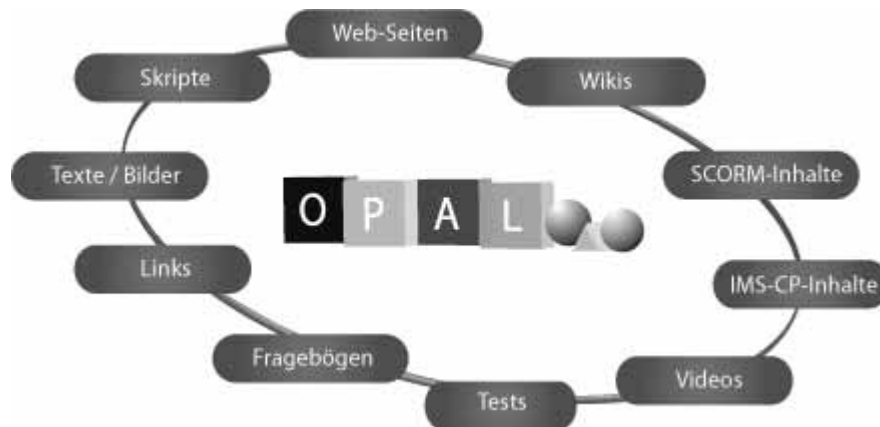 Web-Seiten
Skripte
Wikis
Texte / Bilder
SCORM-Inhalte
OPAL
Links
IMS-CP-Inhalte
Fragebögen
Videos
Tests